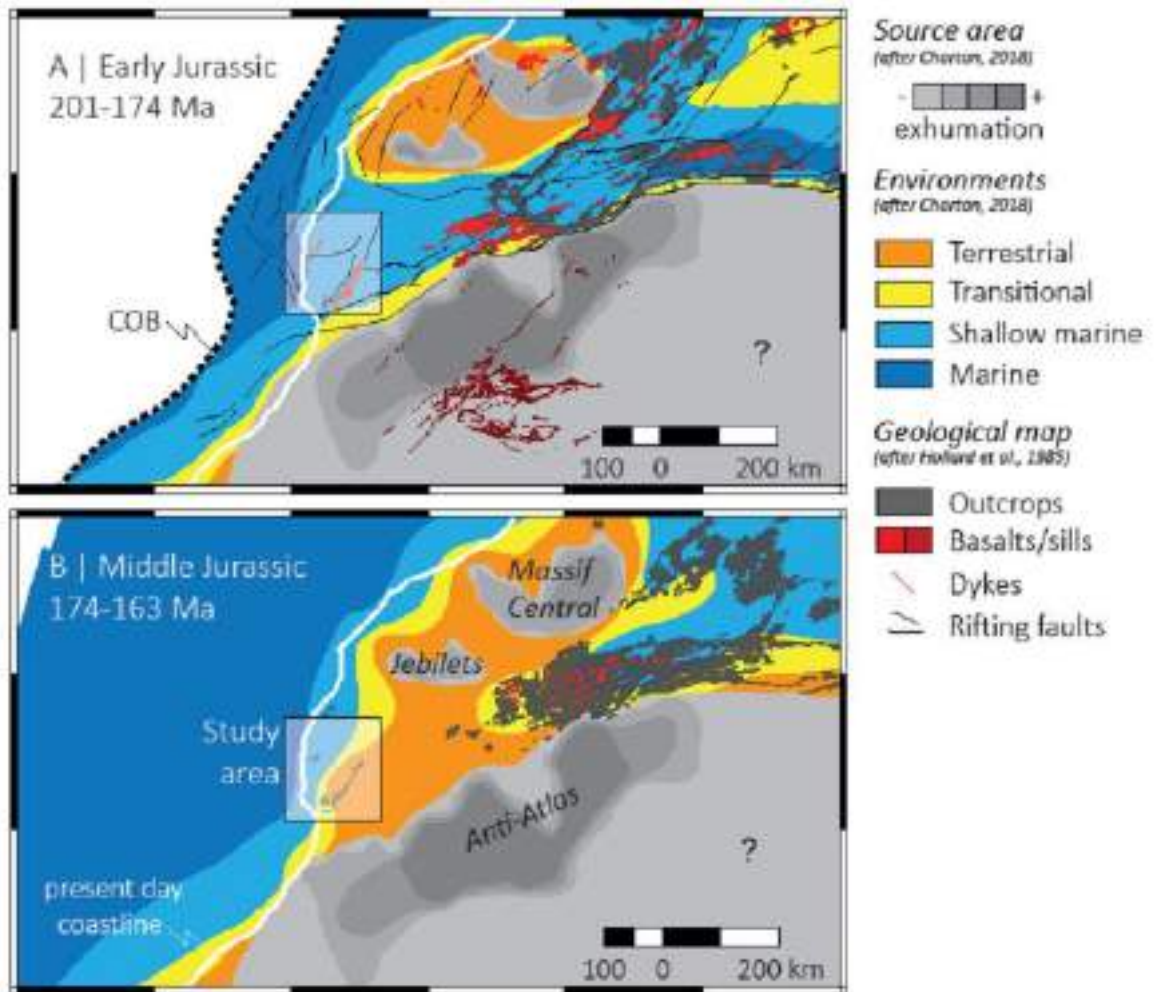 A | Early Jurassic
201-174 Ma
COB
?
100 0 200 km
B | Middle Jurassic
174-163 Ma
Massif
Central
Jebilets
Study
area
Anti-Atlas
?
present day
coastline
100 0 200 km
Source area
(after Charton, 2018)
- +
exhumation
Environments
(after Charton, 2018)
Terrestrial
Transitional
Shallow marine
Marine
Geological map
(after Hollard et al., 1985)
Outcrops
Basalts/sills
Dykes
Rifting faults